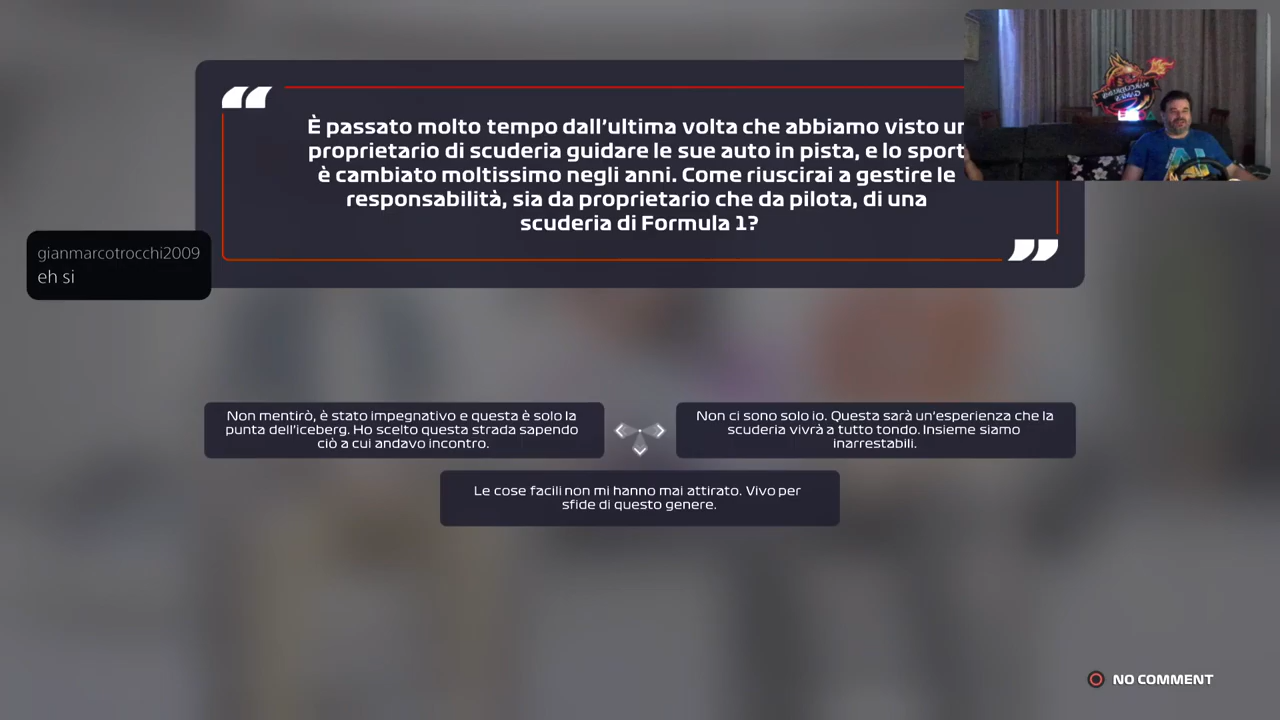 È passato molto tempo dall'ultima volta che abbiamo visto un
proprietario di scuderia guidare le sue auto in pista, e lo sport
è cambiato moltissimo negli anni. Come riuscirai a gestire le
responsabilità, sia da proprietario che da pilota, di una
scuderia di Formula 1?
gianmarcotrocchi2009
eh si
Non mentirò, è stato impegnativo e questa è solo la
punta dell'iceberg. Ho scelto questa strada sapendo
ciò a cui andavo incontro.
Non ci sono solo io. Questa sarà un'esperienza che la
scuderia vivrà a tutto tondo. Insieme siamo
inarrestabili.
Le cose facili non mi hanno mai attirato. Vivo per
sfide di questo genere.
NO COMMENT